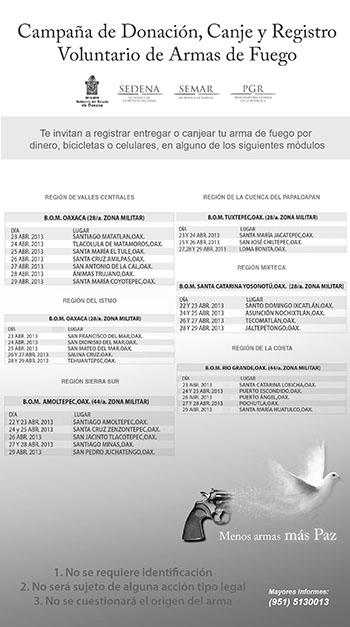 Campaña de Donación, Canje y Registro
Voluntario de Armas de Fuego
SEDENA
SEMAR
PGR
Te invitan a registrar entregar o canjear tu arma de fuego por
dinero, bicicletas o celulares, en alguno de los siguientes módulos
REGIÓN DE VALLES CENTRALES
B.O.M. OAXACA (28/a. ZONA MILITAR)
DÍA LUGAR
23 ABR. 2013 SANTIAGO MATATLAN,OAX.
24 ABR. 2013 TLACOLULA DE MATAMOROS,OAX.
25 ABR. 2013 SANTA MARÍA EL TULE,OAX.
26 ABR. 2013 SANTA CRUZ AMILPAS,OAX.
27 ABR. 2013 SAN ANTONIO DE LA CAL,OAX.
28 ABR. 2013 ÁNIMAS TRUJANO,OAX.
29 ABR. 2013 SANTA MARÍA COYOTEPEC,OAX.
REGIÓN DEL ISTMO
B.O.M. OAXACA (28/a. ZONA MILITAR)
DÍA LUGAR
23 ABR. 2013 SAN FRANCISCO DEL MAR,OAX.
24 ABR. 2013 SAN DIONISIO DEL MAR,OAX.
25 ABR. 2013 SAN MATEO DEL MAR,OAX.
26 Y 27 ABR. 2013 SALINA CRUZ,OAX.
28 Y 29 ABR. 2013 TEHUANTEPEC,OAX.
REGIÓN SIERRA SUR
B.O.M. AMOLTEPEC,OAX. (44/a. ZONA MILITAR)
DÍA LUGAR
22 Y 23 ABR. 2013 SANTIAGO AMOLTEPEC,OAX.
24 y 25 ABR. 2013 SANTA CRUZ ZENZONTEPEC,OAX.
26 ABR. 2013 SAN JACINTO TLACOTEPEC,OAX.
27 Y 28 ABR. 2013 SANTIAGO MINAS,OAX.
29 ABR. 2013 SAN PEDRO JUCHATENGO,OAX.
REGIÓN DE LA CUENCA DEL PAPALOAPAN
B.O.M. TUXTEPEC,OAX. (28/a. ZONA MILITAR)
DÍA LUGAR
23 Y 24 ABR. 2013 SANTA MARÍA JACATEPEC,OAX.
25 Y 26 ABR. 2013 SAN JOSÉ CHILTEPEC,OAX.
27,28 Y 29 ABR. 2013 LOMA BONITA,OAX.
REGIÓN MIXTECA
B.O.M. SANTA CATARINA YOSONOTÚ,OAX. (28/a. ZONA MILITAR)
DÍA LUGAR
22 Y 23 ABR. 2013 SANTO DOMINGO IXCATLÁN,OAX.
24 Y 25 ABR. 2013 ASUNCIÓN NOCHIXTLÁN,OAX.
26 Y 27 ABR. 2013 TECOMATLÁN,OAX.
28 Y 29 ABR. 2013 JALTEPETONGO,OAX.
REGIÓN DE LA COSTA
B.O.M. RIO GRANDE,OAX. (44/a. ZONA MILITAR)
DÍA LUGAR
23 ABR. 2013 SANTA CATARINA LOXICHA,OAX.
24 Y 25 ABR. 2013 PUERTO ESCONDIDO,OAX.
26 ABR. 2013 PUERTO ÁNGEL,OAX.
27 Y 28 ABR. 2013 POCHUTLA,OAX.
29 ABR. 2013 SANTA MARÍA HUATULCO,OAX.
Menos armas más Paz
1. No se requiere identificación
2. No será sujeto de alguna acción tipo legal
3. No se cuestionará el origen del arma
Mayores informes:
(951) 5130013